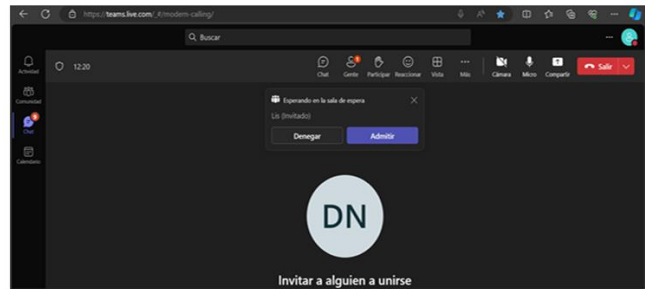 https://teams.live.com/_#/modern-calling/
Buscar
Actividad
12:20
Chat
Gente
Participar
Reaccionar
Vista
Más
Cámara
Micro
Compartir
Salir
Comunidad
Chat
Calendario
Esperando en la sala de espera
Lis (Invitado)
Denegar
Admitir
DN
Invitar a alguien a unirse